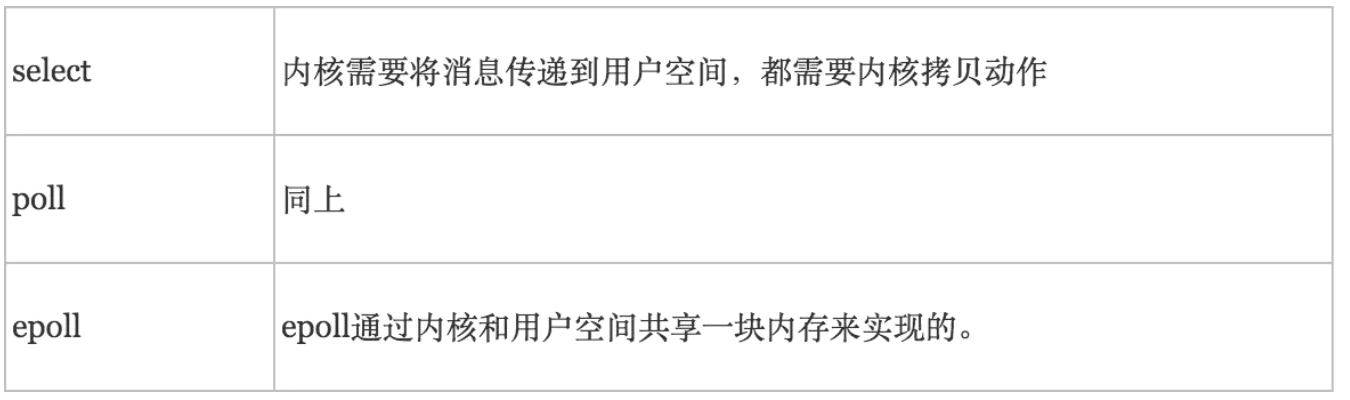 select
内核需要将消息传递到用户空间，都需要内核拷贝动作
poll
同上
epoll
epoll通过内核和用户空间共享一块内存来实现的。